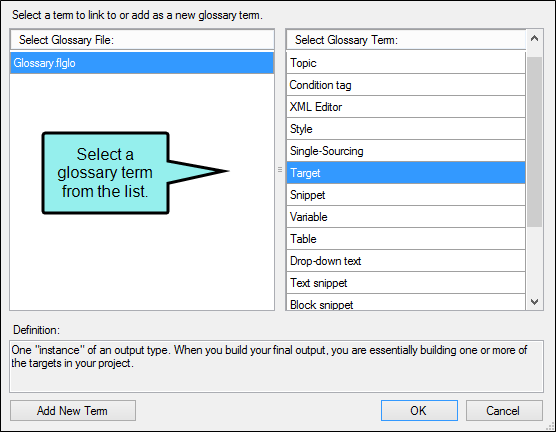 Select a term to link to or add as a new glossary term.
Select Glossary File:
Glossary.flglo
Select a
glossary term
from the list.
Select Glossary Term:
Topic
Condition tag
XML Editor
Style
Single-Sourcing
Target
Snippet
Variable
Table
Drop-down text
Text snippet
Block snippet
Definition:
One "instance" of an output type. When you build your final output, you are essentially building one or more of
the targets in your project.
Add New Term
OK
Cancel